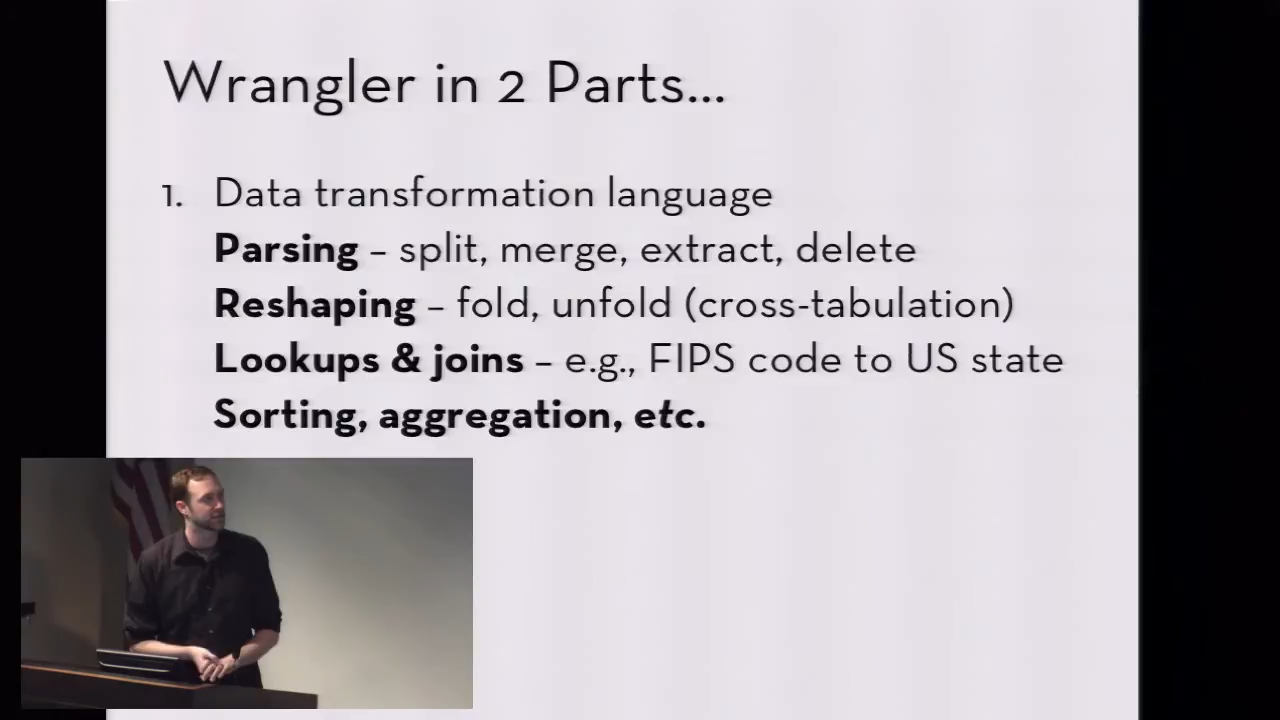 Wrangler in 2 Parts...
1. Data transformation language
Parsing – split, merge, extract, delete
Reshaping – fold, unfold (cross-tabulation)
Lookups & joins – e.g., FIPS code to US state
Sorting, aggregation, etc.